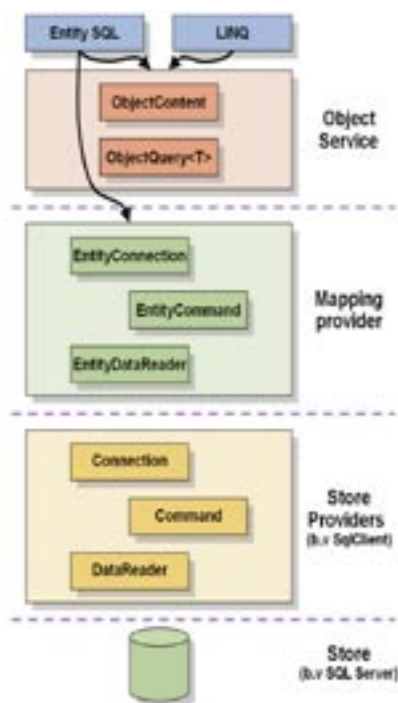 Entity SQL
LINQ
ObjectContent
ObjectQuery<T>
Object
Service
EntityConnection
EntityCommand
EntityDataReader
Mapping
provider
Connection
Command
DataReader
Store
Providers
(b.v SqlClient)
Store
(b.v SQL Server)